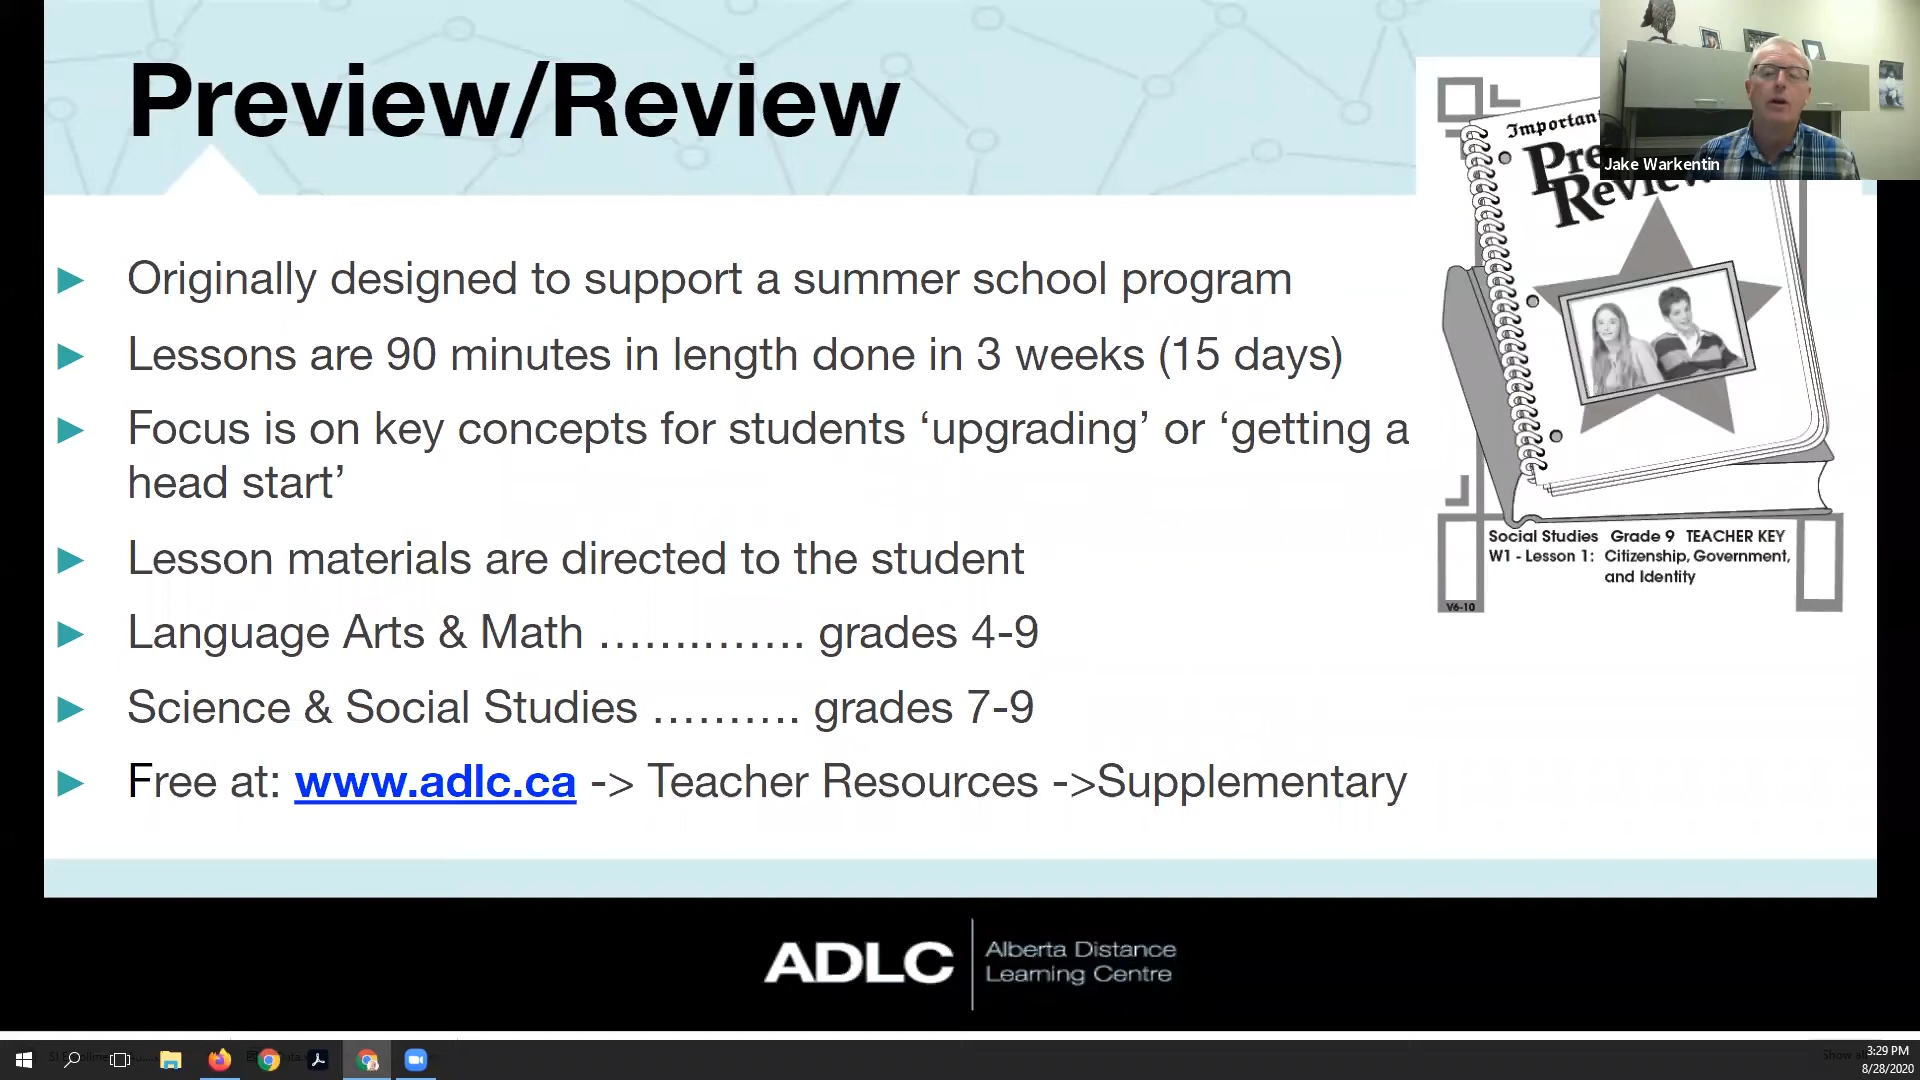 Preview/Review
Important
Pre
Review
Jake Warkentin
Originally designed to support a summer school program
Lessons are 90 minutes in length done in 3 weeks (15 days)
Focus is on key concepts for students ‘upgrading’ or ‘getting a
head start’
Lesson materials are directed to the student
Language Arts & Math .............. grades 4-9
Science & Social Studies .......... grades 7-9
Free at: www.adlc.ca -> Teacher Resources ->Supplementary
Social Studies Grade 9 TEACHER KEY
W1 - Lesson 1: Citizenship, Government,
and Identity
V6-10
ADLC
Alberta Distance
Learning Centre
Show all
3:29 PM
8/28/2020